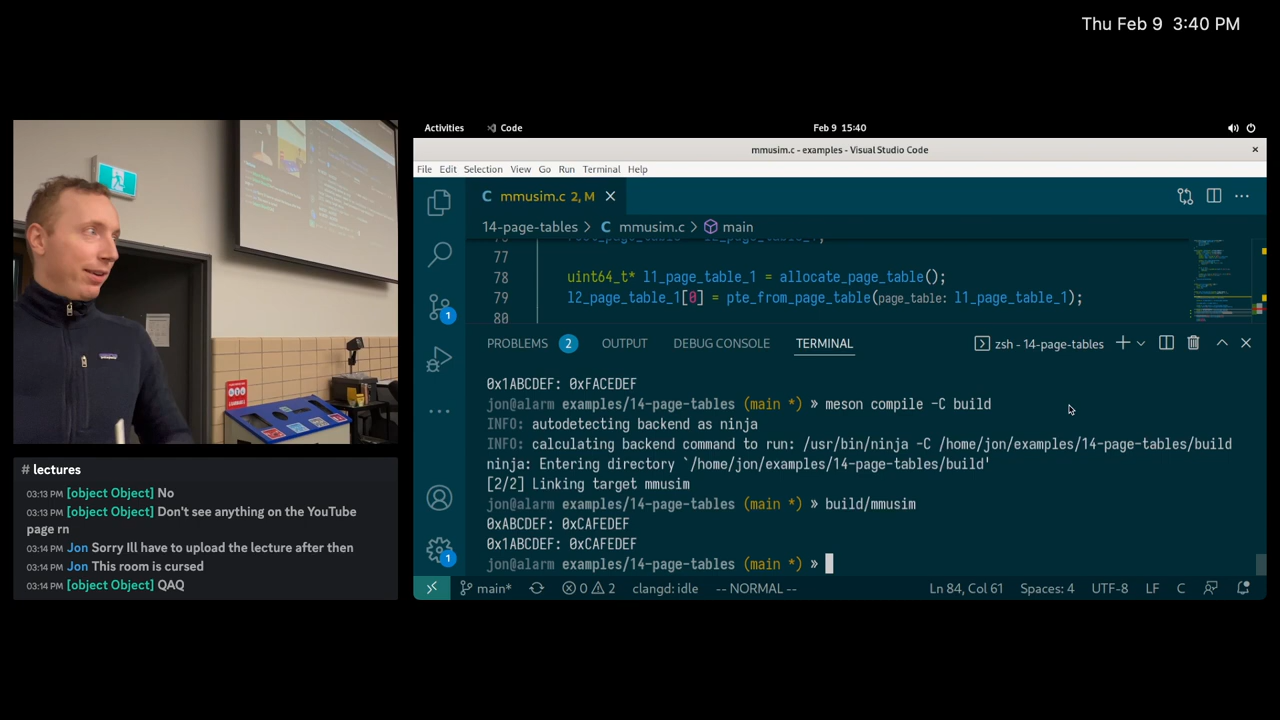 Thu Feb 9 3:40 PM
Activities
Code
Feb 9 15:40
mmusim.c - examples - Visual Studio Code
File Edit Selection View Go Run Terminal Help
C mmusim.c 2, M
14-page-tables > C mmusim.c > main
77
78 uint64_t* l1_page_table_1 = allocate_page_table();
79 l2_page_table_1[0] = pte_from_page_table(page_table: l1_page_table_1);
80
PROBLEMS 2 OUTPUT DEBUG CONSOLE TERMINAL
zsh - 14-page-tables
0x1ABCDEF: 0xFACEDEF
jon@alarm examples/14-page-tables (main *) » meson compile -C build
INFO: autodetecting backend as ninja
INFO: calculating backend command to run: /usr/bin/ninja -C /home/jon/examples/14-page-tables/build
ninja: Entering directory `/home/jon/examples/14-page-tables/build'
[2/2] Linking target mmusim
jon@alarm examples/14-page-tables (main *) » build/mmusim
0xABCDEF: 0xCAFEDEF
0x1ABCDEF: 0xCAFEDEF
jon@alarm examples/14-page-tables (main *) »
1
1
main* 0 2 clangd: idle -- NORMAL -- Ln 84, Col 61 Spaces: 4 UTF-8 LF C
# lectures
03:13 PM [object Object] No
03:13 PM [object Object] Don't see anything on the YouTube
page rn
03:14 PM Jon Sorry Ill have to upload the lecture after then
03:14 PM Jon This room is cursed
03:14 PM [object Object] QAQ